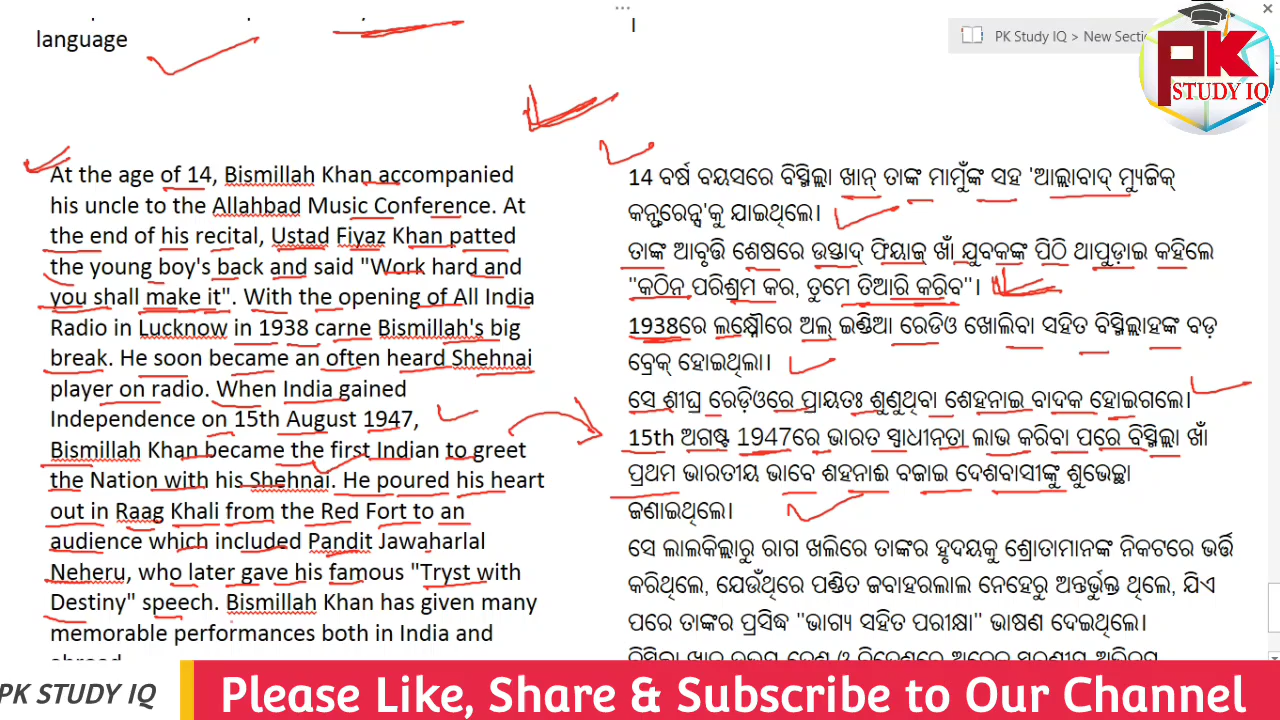 language
PK Study IQ > New Sectio
PK
STUDY IQ
At the age of 14, Bismillah Khan accompanied
his uncle to the Allahbad Music Conference. At
the end of his recital, Ustad Fiyaz Khan patted
the young boy's back and said "Work hard and
you shall make it". With the opening of All India
Radio in Lucknow in 1938 carne Bismillah's big
break. He soon became an often heard Shehnai
player on radio. When India gained
Independence on 15th August 1947,
Bismillah Khan became the first Indian to greet
the Nation with his Shehnai. He poured his heart
out in Raag Khali from the Red Fort to an
audience which included Pandit Jawaharlal
Neheru, who later gave his famous "Tryst with
Destiny" speech. Bismillah Khan has given many
memorable performances both in India and
14 ବର୍ଷ ବୟସରେ ବିସ୍ମିଲ୍ଲା ଖାନ୍ ତାଙ୍କ ମାମୁଁଙ୍କ ସହ 'ଆଲ୍ଲାବାଦ୍ ମ୍ୟୁଜିକ୍
କନ୍ଫରେନ୍ସ'କୁ ଯାଇଥିଲେ।
ତାଙ୍କ ଆବୃତ୍ତି ଶେଷରେ ଉସ୍ତାଦ୍ ଫିୟାଜ୍ ଖାଁ ଯୁବକଙ୍କ ପିଠି ଥାପୁଡ଼ାଇ କହିଲେ
"କଠିନ ପରିଶ୍ରମ କର, ତୁମେ ତିଆରି କରିବ"।
1938ରେ ଲକ୍ଷ୍ନୌରେ ଅଲ୍ ଇଣ୍ଡିଆ ରେଡିଓ ଖୋଲିବା ସହିତ ବିସ୍ମିଲ୍ଲାହଙ୍କ ବଡ଼
ବ୍ରେକ୍ ହୋଇଥିଲା।
ସେ ଶୀଘ୍ର ରେଡ଼ିଓରେ ପ୍ରାୟତଃ ଶୁଣୁଥିବା ଶେହନାଇ ବାଦକ ହୋଇଗଲେ।
15th ଅଗଷ୍ଟ 1947ରେ ଭାରତ ସ୍ୱାଧୀନତା ଲାଭ କରିବା ପରେ ବିସ୍ମିଲ୍ଲା ଖାଁ
ପ୍ରଥମ ଭାରତୀୟ ଭାବେ ଶହନାଈ ବଜାଇ ଦେଶବାସୀଙ୍କୁ ଶୁଭେଚ୍ଛା
ଜଣାଇଥିଲେ।
ସେ ଲାଲକିଲ୍ଲାରୁ ରାଗ ଖଲିରେ ତାଙ୍କର ହୃଦୟକୁ ଶ୍ରୋତାମାନଙ୍କ ନିକଟରେ ଭର୍ତ୍ତି
କରିଥିଲେ, ଯେଉଁଥିରେ ପଣ୍ଡିତ ଜବାହରଲାଲ ନେହେରୁ ଅନ୍ତର୍ଭୁକ୍ତ ଥିଲେ, ଯିଏ
ପରେ ତାଙ୍କର ପ୍ରସିଦ୍ଧ "ଭାଗ୍ୟ ସହିତ ପରୀକ୍ଷା" ଭାଷଣ ଦେଇଥିଲେ।
PK STUDY IQ
Please Like, Share & Subscribe to Our Channel